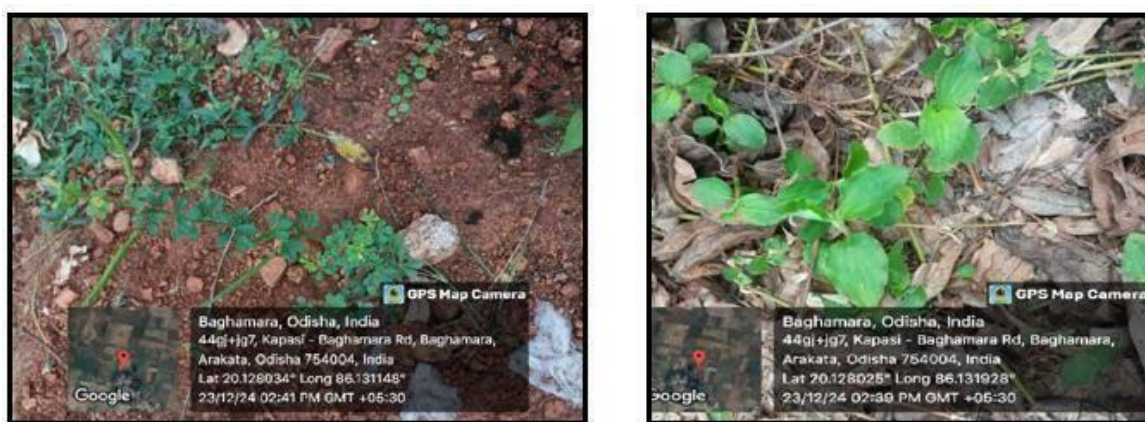 GPS Map Camera
Baghamara, Odisha, India
44gj+jg7, Kapasi - Baghamara Rd, Baghamara,
Arakata, Odisha 754004, India
Lat 20.128034° Long 86.131148°
23/12/24 02:41 PM GMT +05:30
Google
GPS Map Camera
Baghamara, Odisha, India
44gj+jg7, Kapasi - Baghamara Rd, Baghamara,
Arakata, Odisha 754004, India
Lat 20.128025° Long 86.131928°
23/12/24 02:39 PM GMT +05:30
oogle